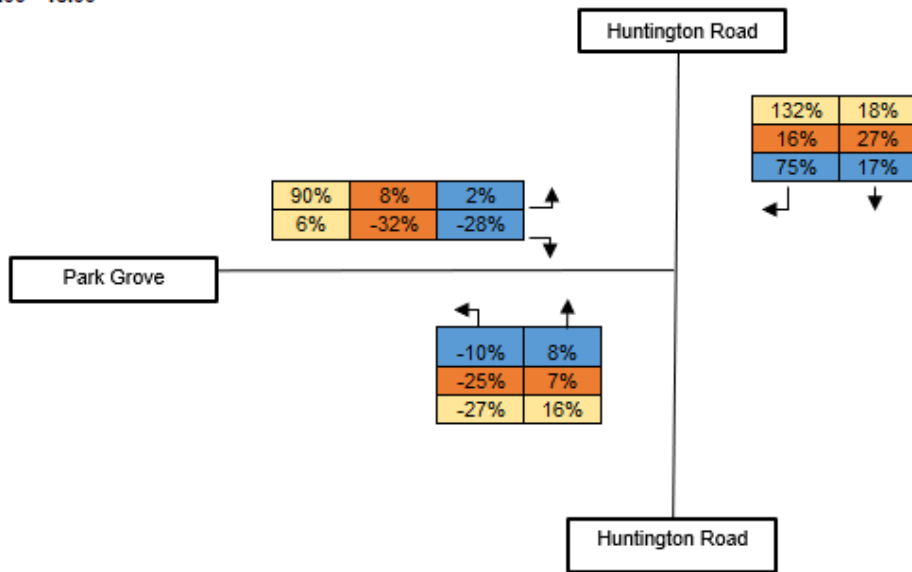 Huntington Road
132% 18%
16% 27%
75% 17%
90% 8% 2%
6% -32% -28%
Park Grove
-10% 8%
-25% 7%
-27% 16%
Huntington Road